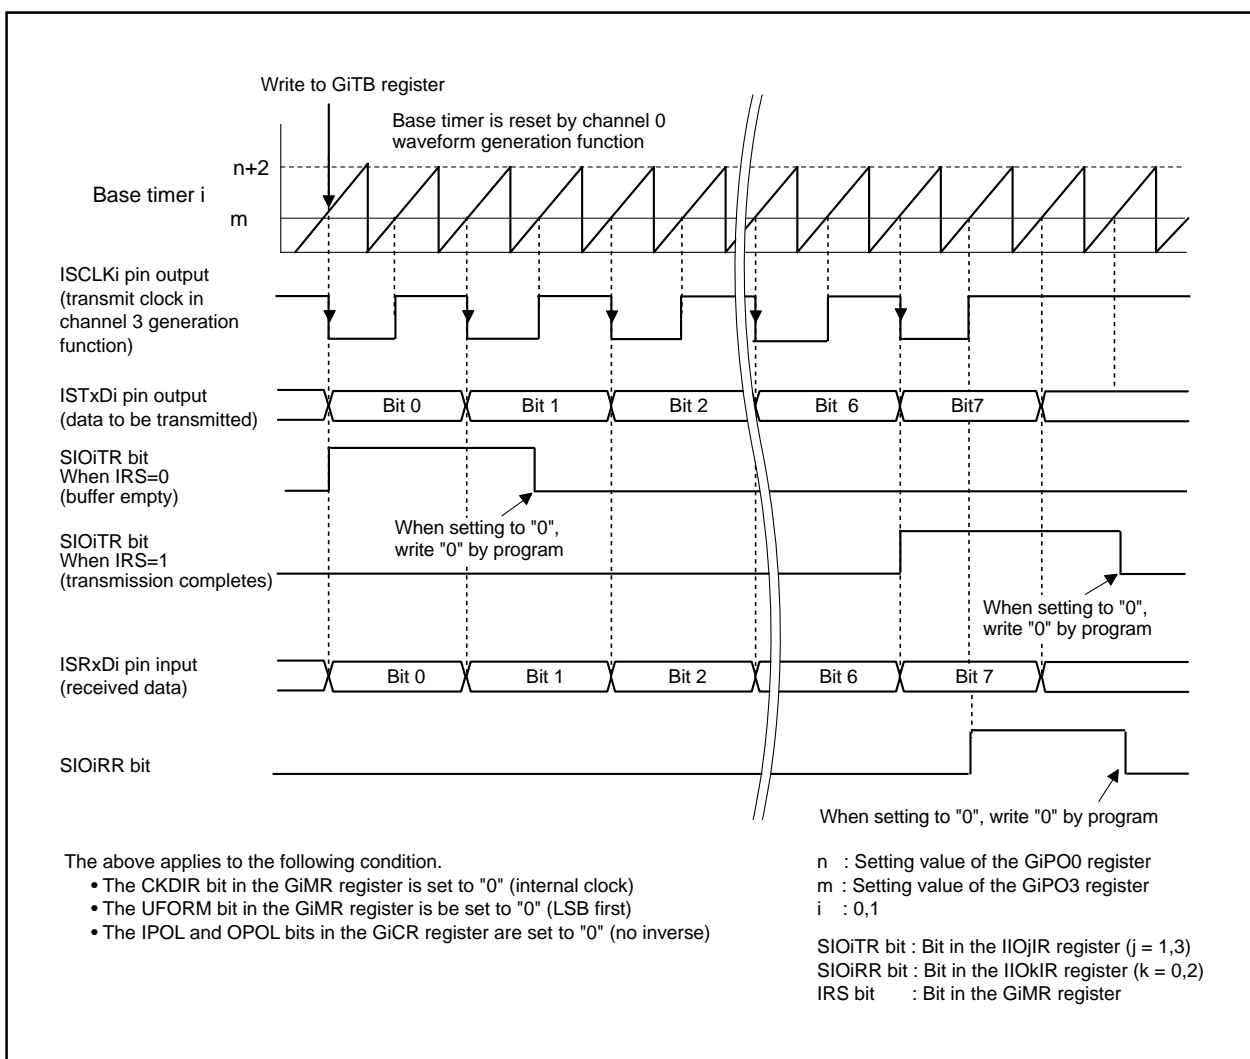 Write to GiTB register
Base timer is reset by channel 0
waveform generation function
n+2
Base timer i
m
ISCLKi pin output
(transmit clock in
channel 3 generation
function)
ISTxDi pin output
(data to be transmitted)
Bit 0
Bit 1
Bit 2
Bit 6
Bit7
SIOiTR bit
When IRS=0
(buffer empty)
When setting to "0",
write "0" by program
SIOiTR bit
When IRS=1
(transmission completes)
When setting to "0",
write "0" by program
ISRxDi pin input
(received data)
Bit 0
Bit 1
Bit 2
Bit 6
Bit 7
SIOiRR bit
When setting to "0", write "0" by program
The above applies to the following condition.
• The CKDIR bit in the GiMR register is set to "0" (internal clock)
• The UFORM bit in the GiMR register is be set to "0" (LSB first)
• The IPOL and OPOL bits in the GiCR register are set to "0" (no inverse)
n : Setting value of the GiPO0 register
m : Setting value of the GiPO3 register
i : 0,1
SIOiTR bit : Bit in the IIOjIR register (j = 1,3)
SIOiRR bit : Bit in the IIOkIR register (k = 0,2)
IRS bit : Bit in the GiMR register